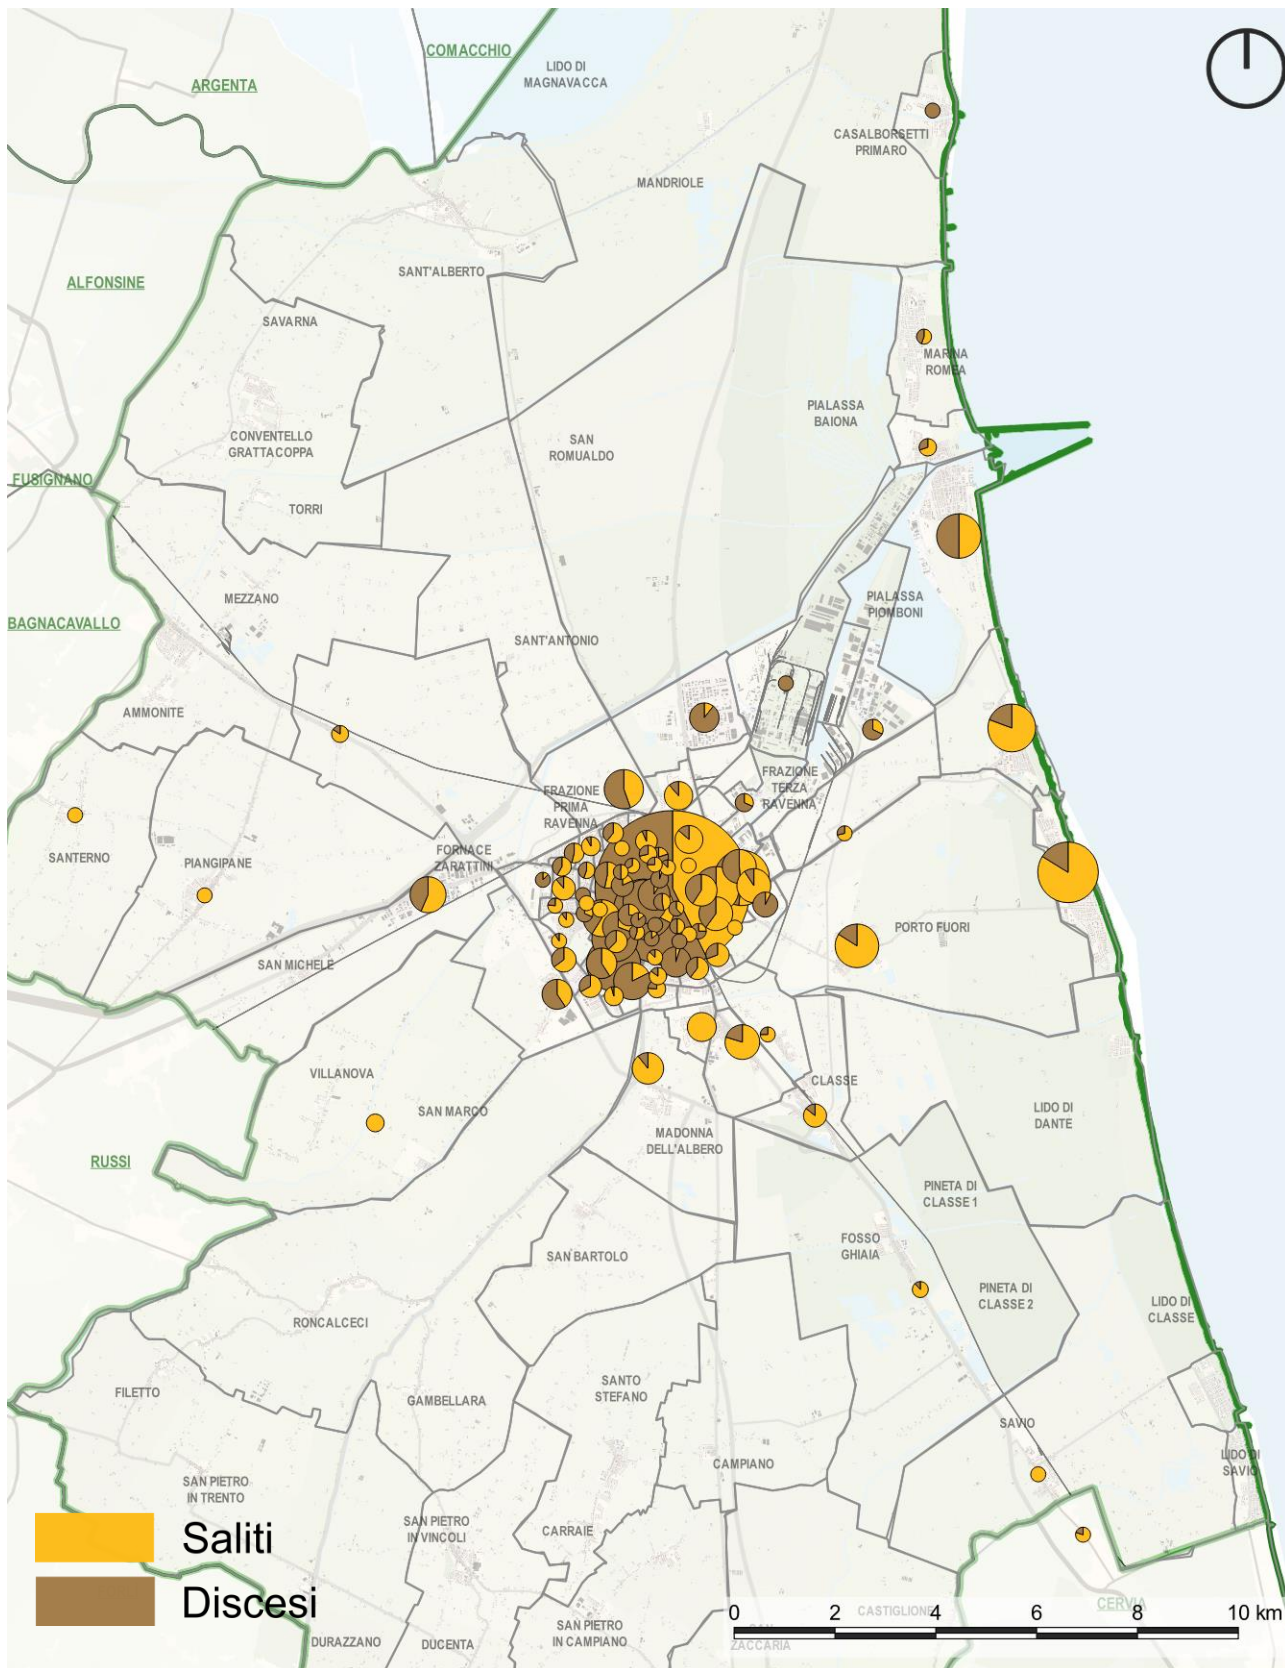 COMACCHIO
LIDO DI
MAGNAVACCA
ARGENTA
CASALBORSETTI
PRIMARO
MANDRIOLE
SANT'ALBERTO
ALFONSINE
SAVARNA
MARINA
ROMEA
PIALASSA
BAIONA
CONVENTELLO
GRATTACOPPA
SAN
ROMUALDO
FUSIGNANO
TORRI
MEZZANO
PIALASSA
PIOMBONI
BAGNACAVALLO
SANT'ANTONIO
AMMONITE
FRAZIONE
TERZA
RAVENNA
FRAZIONE
PRIMA
RAVENNA
SANTERNO
PIANGIPANE
FORNACE
ZARATTINI
PORTO FUORI
SAN MICHELE
VILLANOVA
CLASSE
SAN MARCO
LIDO DI
DANTE
MADONNA
DELL'ALBERO
RUSSI
PINETA DI
CLASSE 1
FOSSO
GHIAIA
SAN BARTOLO
PINETA DI
CLASSE 2
LIDO DI
CLASSE
RONCALCECI
FILETTO
GAMBELLARA
SANTO
STEFANO
SAVIO
CAMPIANO
LIDO DI
SAVIO
SAN PIETRO
IN TRENTO
SAN PIETRO
IN VINCOLI
CARRAIE
Saliti
Discesi
CASTIGLIONE
CERVIA
0 2 4 6 8 10 km
SAN PIETRO
IN CAMPIANO
ZACCARIA
DURAZZANO
DUCENTA